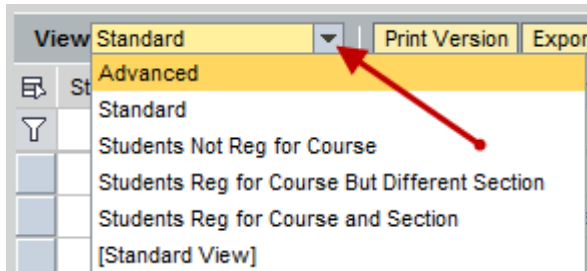 View Standard Print Version Expor
St
Advanced
Standard
Students Not Reg for Course
Students Reg for Course But Different Section
Students Reg for Course and Section
[Standard View]